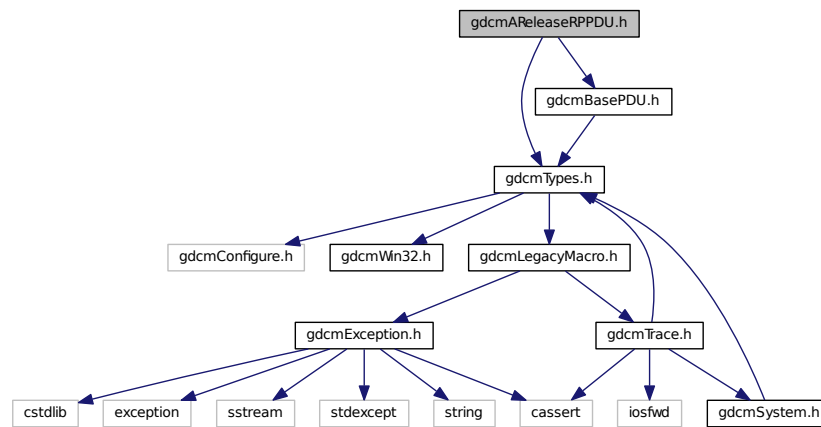 gdcmAReleaseRPPDU.h
gdcmBasePDU.h
gdcmTypes.h
gdcmConfigure.h
gdcmWin32.h
gdcmLegacyMacro.h
gdcmException.h
gdcmTrace.h
cstdlib
exception
sstream
stdexcept
string
cassert
iosfwd
gdcmSystem.h